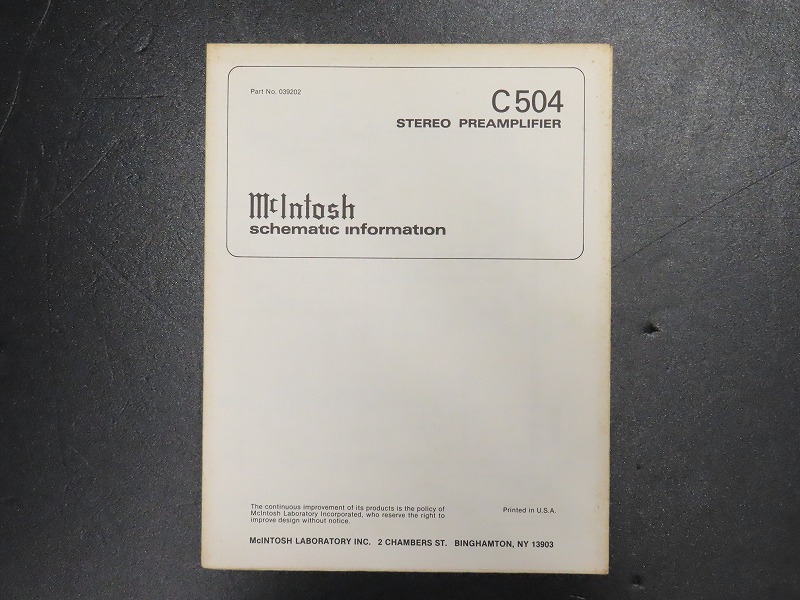 Part No. 039202
C504
STEREO PREAMPLIFIER
McIntosh
schematic information
The continuous improvement of its products is the policy of
McIntosh Laboratory Incorporated, who reserve the right to
improve design without notice.
Printed in U.S.A.
McINTOSH LABORATORY INC. 2 CHAMBERS ST. BINGHAMTON, NY 13903